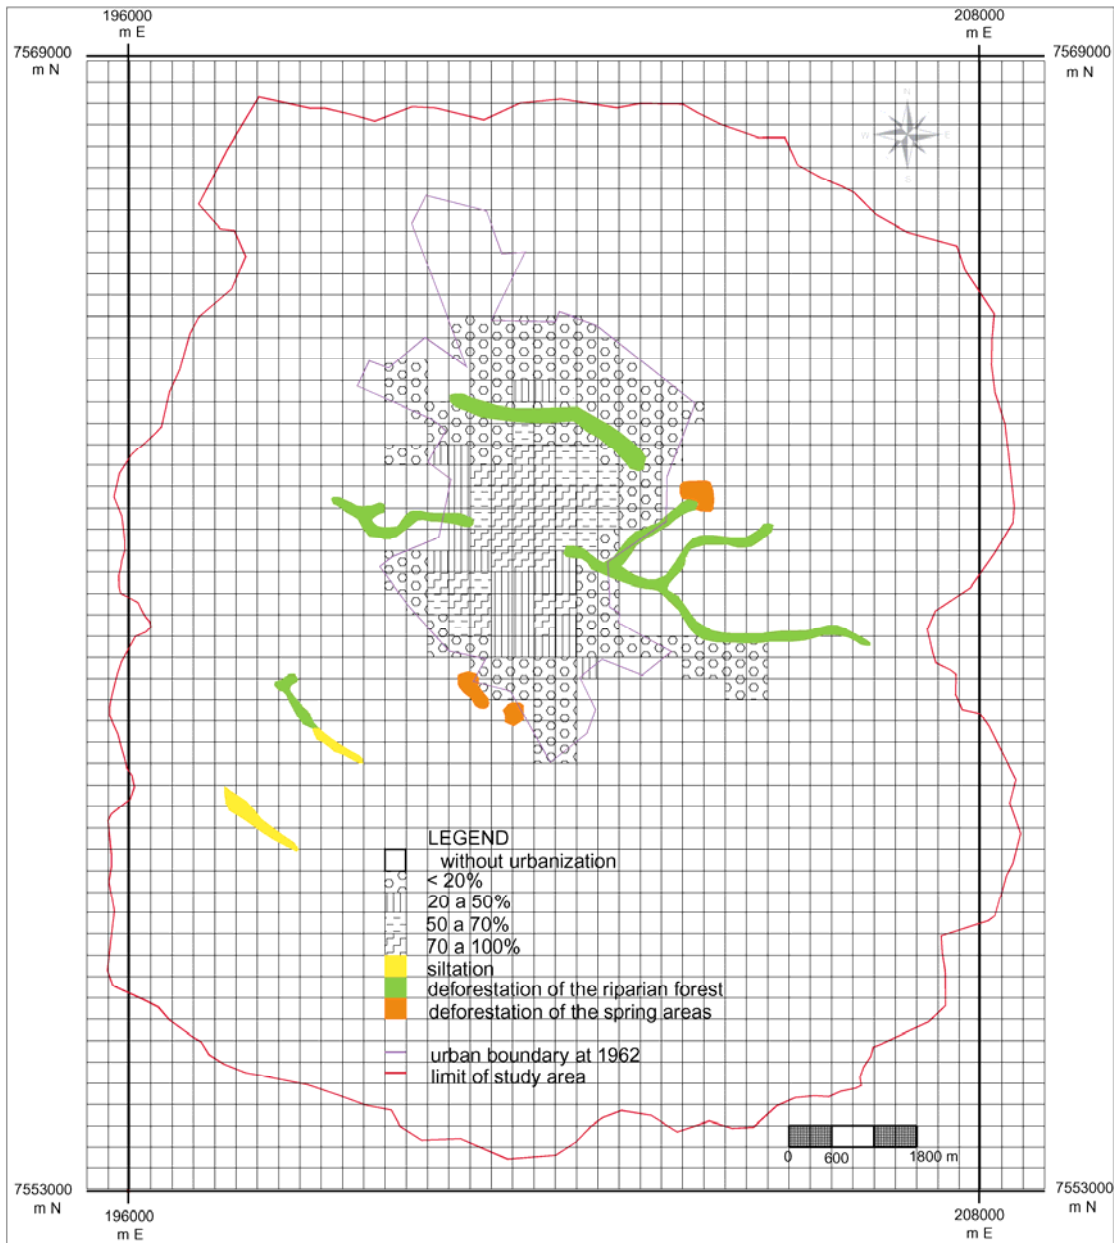 196000
m E
208000
m E
7569000
m N
7569000
m N
N
W
E
S
LEGEND
without urbanization
< 20%
20 a 50%
50 a 70%
70 a 100%
siltation
deforestation of the riparian forest
deforestation of the spring areas
urban boundary at 1962
limit of study area
0
600
1800 m
7553000
m N
7553000
m N
196000
m E
208000
m E